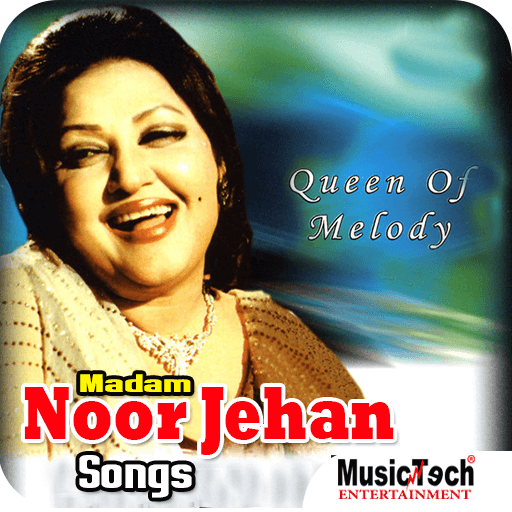 Queen Of
Melody
Madam
Noor Jehan
Songs
MusicTech®
ENTERTAINMENT